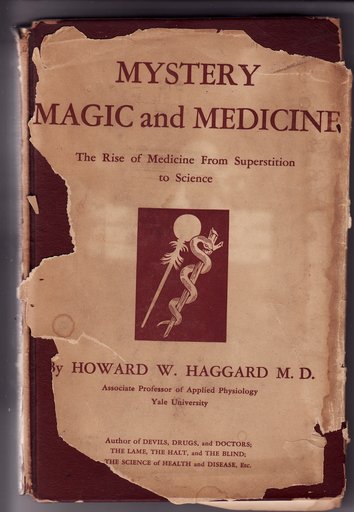 MYSTERY
MAGIC and MEDICINE
The Rise of Medicine From Superstition
to Science
By HOWARD W. HAGGARD M. D.
Associate Professor of Applied Physiology
Yale University
Author of DEVILS, DRUGS, and DOCTORS;
THE LAME, THE HALT, and THE BLIND;
THE SCIENCE of HEALTH and DISEASE, Etc.